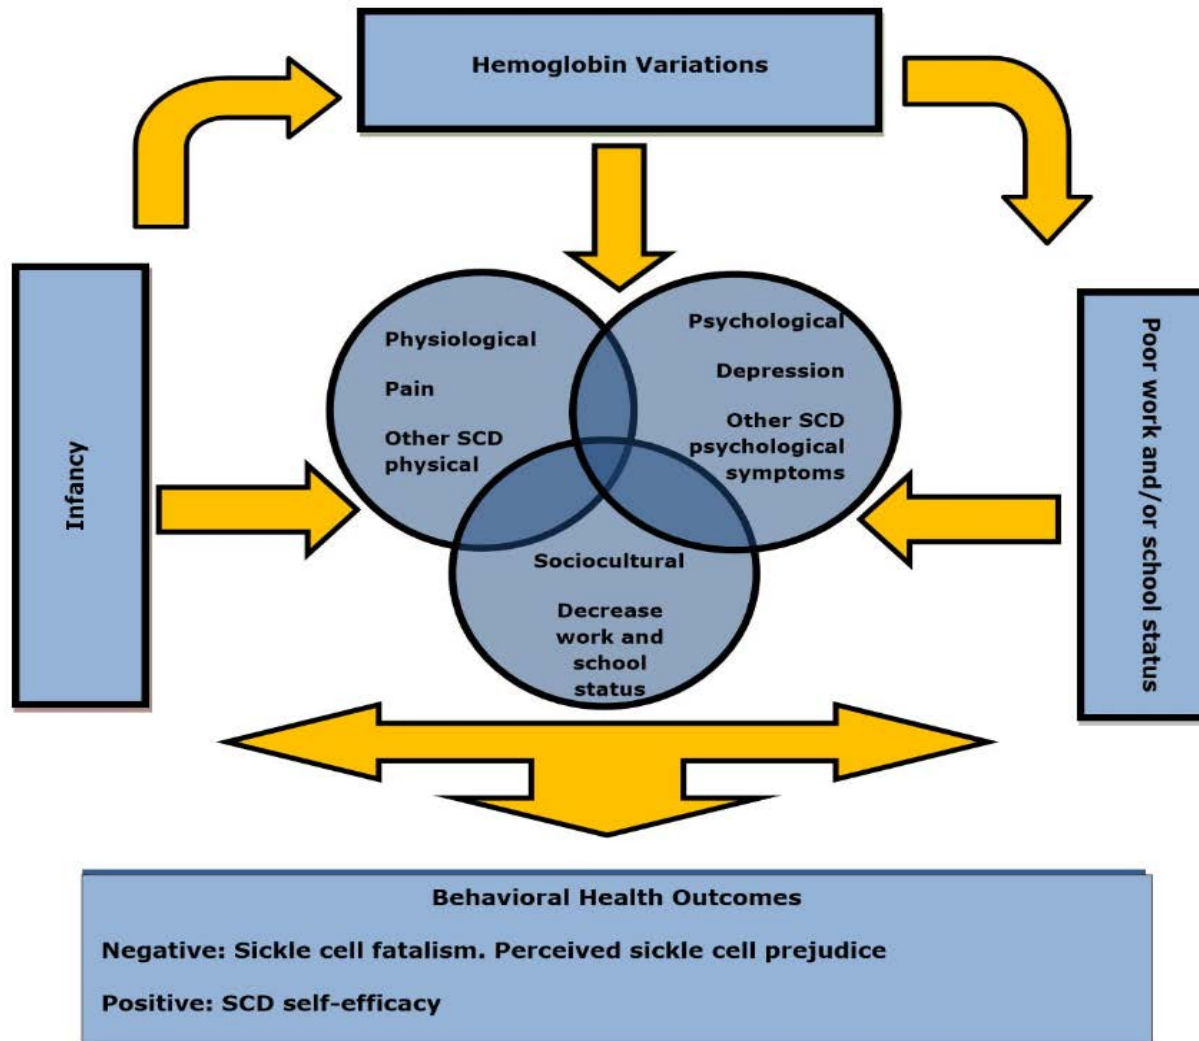 Hemoglobin Variations
Infancy
Physiological
Pain
Other SCD
physical
Psychological
Depression
Other SCD
psychological
symptoms
Sociocultural
Decrease
work and
school
status
Poor work and/or school status
Behavioral Health Outcomes
Negative: Sickle cell fatalism. Perceived sickle cell prejudice
Positive: SCD self-efficacy